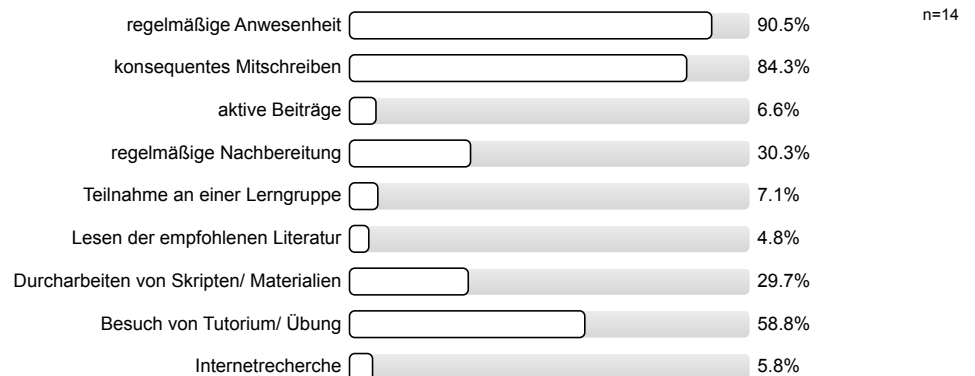 regelmäßige Anwesenheit 90.5% n=14
konsequentes Mitschreiben 84.3%
aktive Beiträge 6.6%
regelmäßige Nachbereitung 30.3%
Teilnahme an einer Lerngruppe 7.1%
Lesen der empfohlenen Literatur 4.8%
Durcharbeiten von Skripten/ Materialien 29.7%
Besuch von Tutorium/ Übung 58.8%
Internetrecherche 5.8%